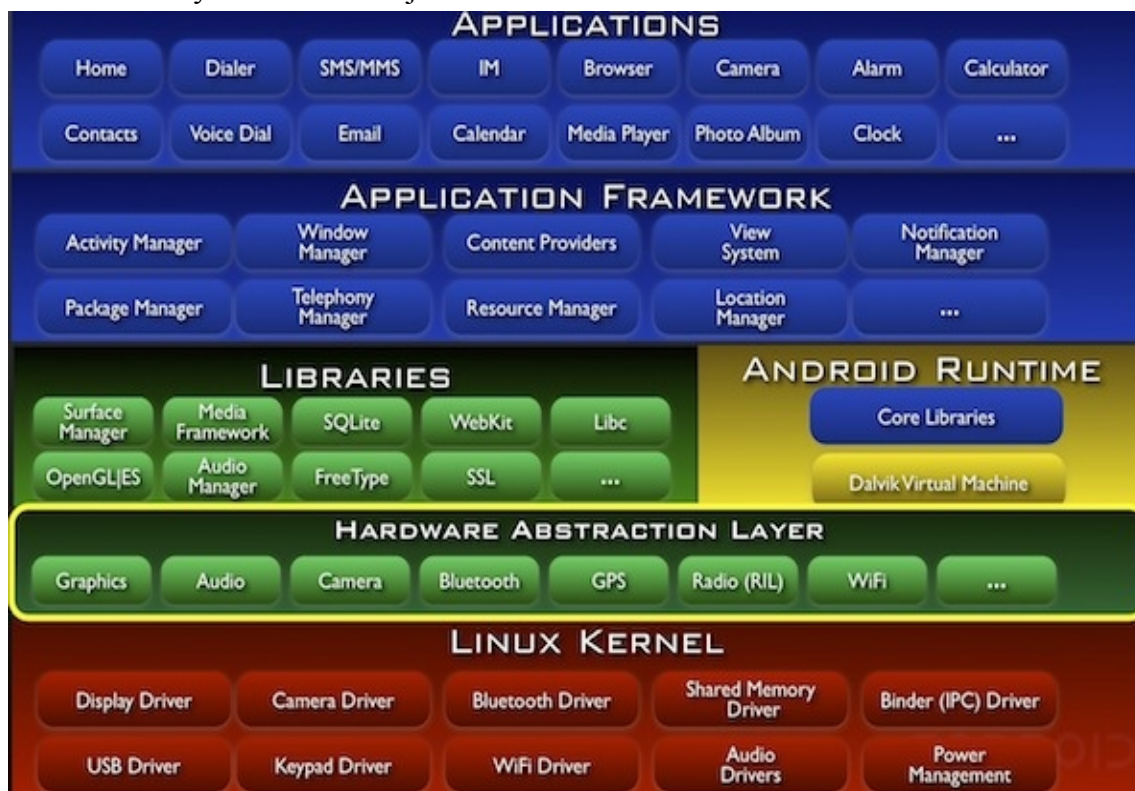 APPLICATIONS
Home Dialer SMS/MMS IM Browser Camera Alarm Calculator
Contacts Voice Dial Email Calendar Media Player Photo Album Clock ...
APPLICATION FRAMEWORK
Activity Manager Window Manager Content Providers View System Notification Manager
Package Manager Telephony Manager Resource Manager Location Manager ...
LIBRARIES
Surface Manager Media Framework SQLite WebKit Libc
OpenGL|ES Audio Manager FreeType SSL ...
ANDROID RUNTIME
Core Libraries
Dalvik Virtual Machine
HARDWARE ABSTRACTION LAYER
Graphics Audio Camera Bluetooth GPS Radio (RIL) WiFi ...
LINUX KERNEL
Display Driver Camera Driver Bluetooth Driver Shared Memory Driver Binder (IPC) Driver
USB Driver Keypad Driver WiFi Driver Audio Drivers Power Management